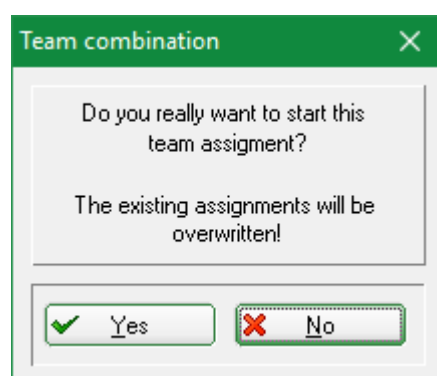 Team combination
Do you really want to start this
team assigment?
The existing assignments will be
overwritten!
Yes
No